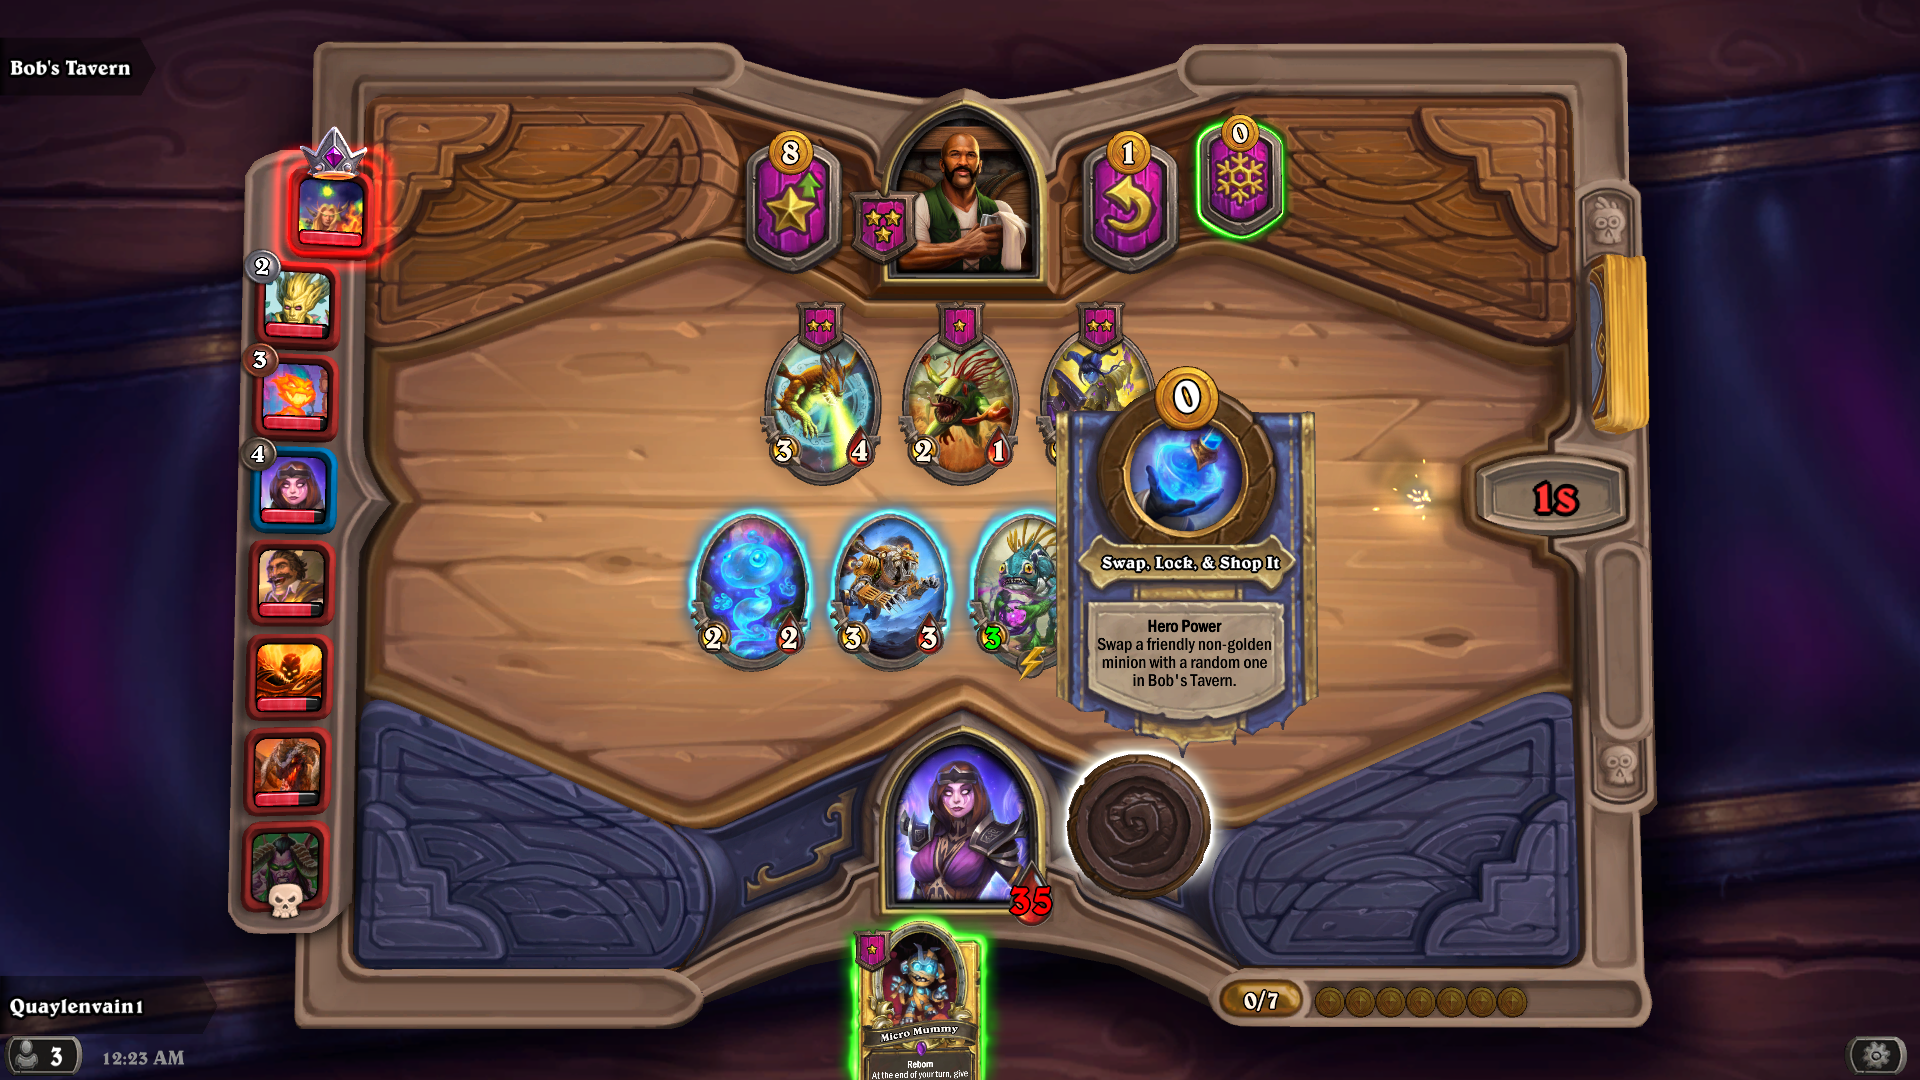 Bob's Tavern
8
1
0
2
3
4
3
4
2
1
0
1s
Swap, Lock, & Shop It
Hero Power
Swap a friendly non-golden
minion with a random one
in Bob's Tavern.
2
2
3
3
3
35
Micro Mummy
Reborn
At the end of your turn, give
0/7
Quaylenvain1
3
12:23 AM